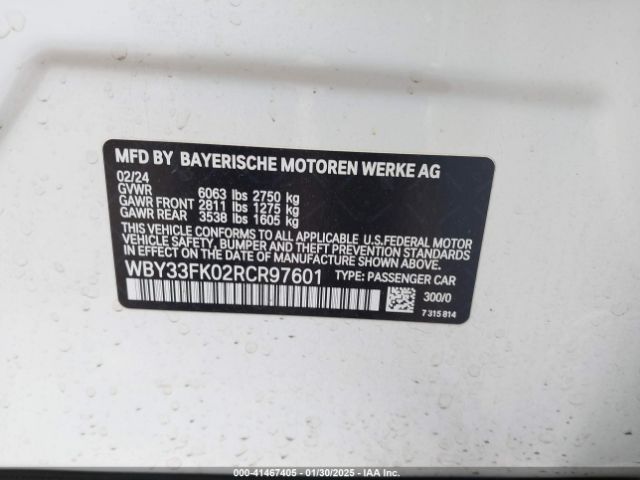 MFD BY BAYERISCHE MOTOREN WERKE AG
02/24
GVWR 6063 lbs 2750 kg
GAWR FRONT 2811 lbs 1275 kg
GAWR REAR 3538 lbs 1605 kg
THIS VEHICLE CONFORMS TO ALL APPLICABLE U.S.FEDERAL MOTOR
VEHICLE SAFETY, BUMPER AND THEFT PREVENTION STANDARDS
IN EFFECT ON THE DATE OF MANUFACTURE SHOWN ABOVE.
WBY33FK02RCR97601 TYPE: PASSENGER CAR
300/0
7 315 814
000-41467405 - 01/30/2025 - IAA Inc.